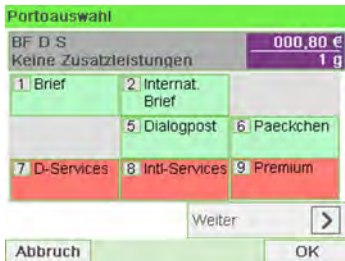 Portoauswahl
BF D S 000,80 €
Keine Zusatzleistungen 1 g
1 Brief 2 Internat. Brief
5 Dialogpost 6 Paeckchen
7 D-Services 8 Intl-Services 9 Premium
Weiter >
Abbruch OK